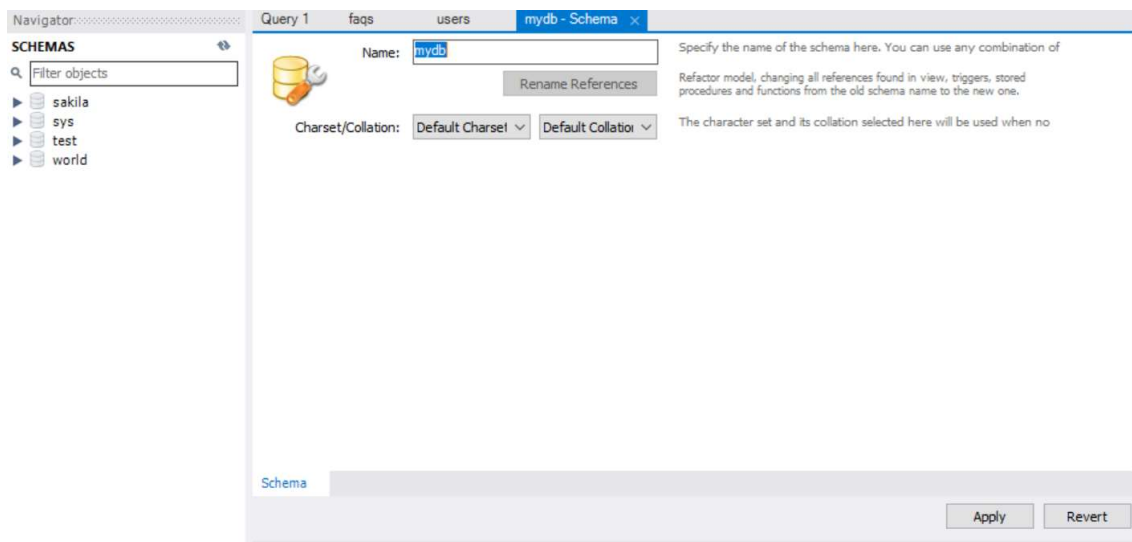 Navigator
SCHEMAS
Filter objects
sakila
sys
test
world
Query 1 faqs users mydb - Schema
Name: mydb Specify the name of the schema here. You can use any combination of
Rename References Refactor model, changing all references found in view, triggers, stored
procedures and functions from the old schema name to the new one.
Charset/Collation: Default Charset Default Collation The character set and its collation selected here will be used when no
Schema
Apply Revert